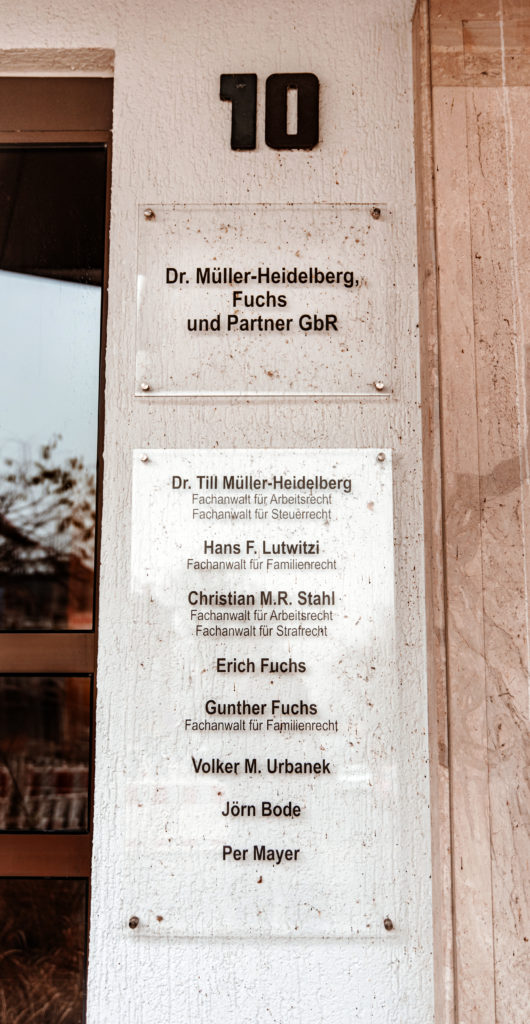 10
Dr. Müller-Heidelberg,
Fuchs
und Partner GbR
Dr. Till Müller-Heidelberg
Fachanwalt für Arbeitsrecht
Fachanwalt für Steuerrecht
Hans F. Lutwitzi
Fachanwalt für Familienrecht
Christian M.R. Stahl
Fachanwalt für Arbeitsrecht
Fachanwalt für Strafrecht
Erich Fuchs
Gunther Fuchs
Fachanwalt für Familienrecht
Volker M. Urbanek
Jörn Bode
Per Mayer